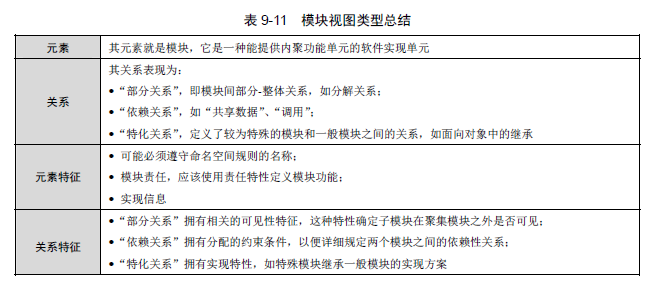 表 9-11 模块视图类型总结
元素
其元素就是模块，它是一种能提供内聚功能单元的软件实现单元
关系
其关系表现为：
• “部分关系”，即模块间部分-整体关系，如分解关系；
• “依赖关系”，如“共享数据”、“调用”；
• “特化关系”，定义了较为特殊的模块和一般模块之间的关系，如面向对象中的继承
元素特征
• 可能必须遵守命名空间规则的名称；
• 模块责任，应该使用责任特性定义模块功能；
• 实现信息
关系特征
• “部分关系”拥有相关的可见性特征，这种特性确定子模块在聚集模块之外是否可见；
• “依赖关系”拥有分配的约束条件，以便详细规定两个模块之间的依赖性关系；
• “特化关系”拥有实现特性，如特殊模块继承一般模块的实现方案